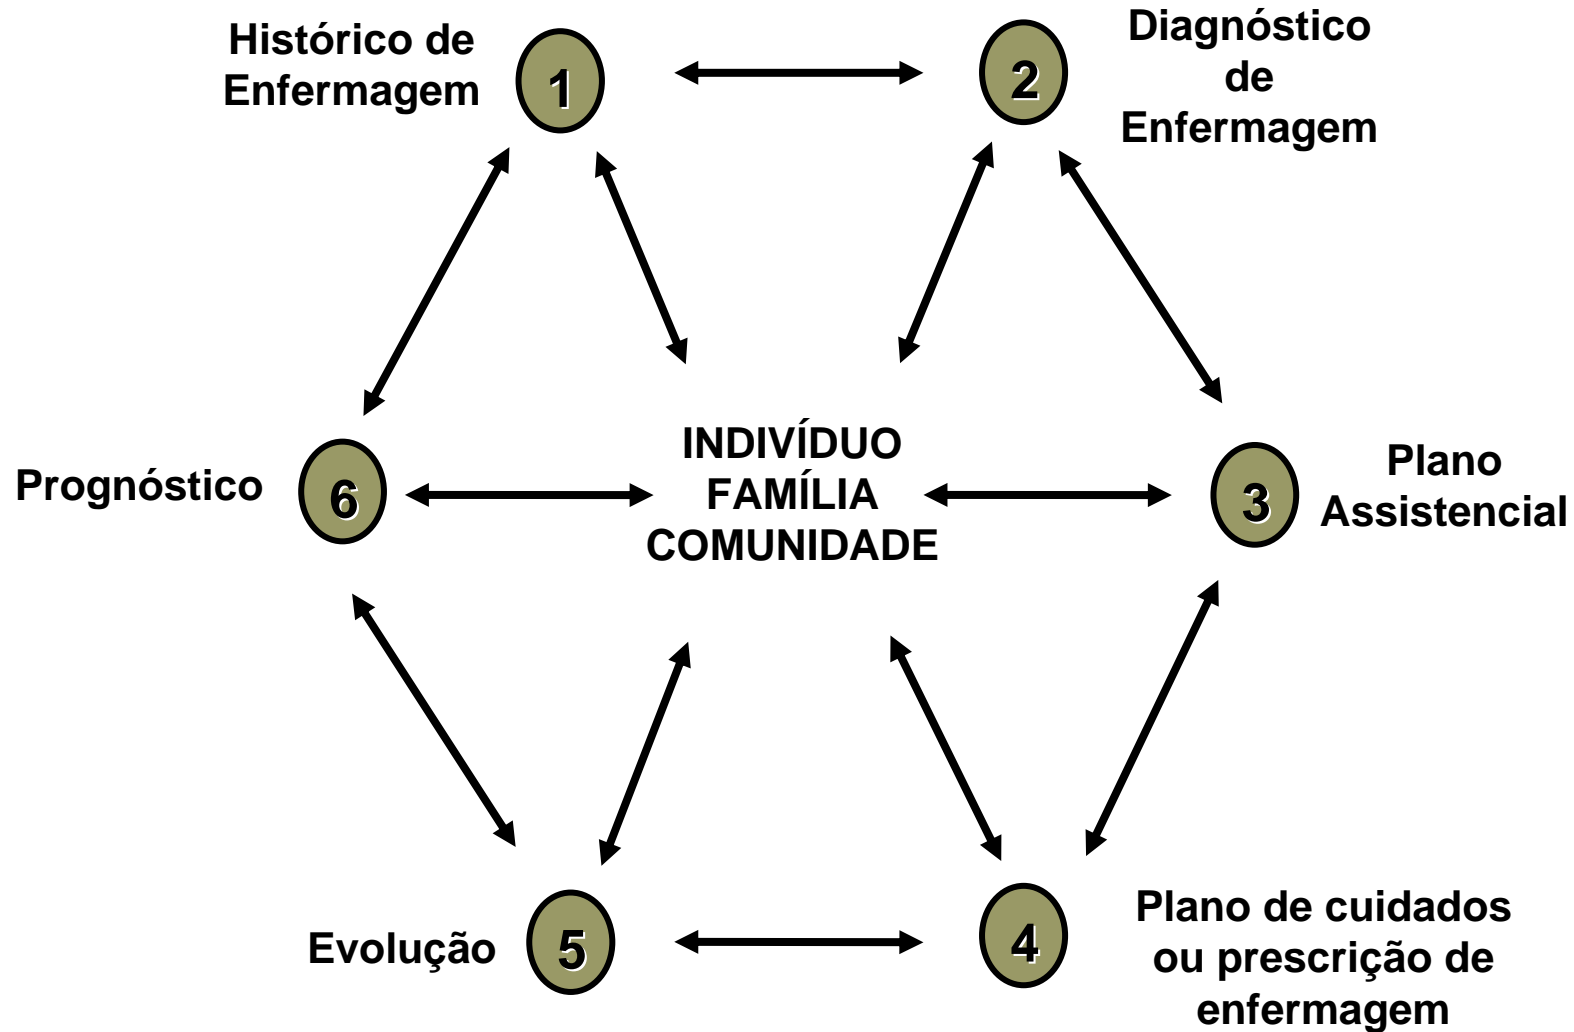 Histórico de
Enfermagem
1
2
Diagnóstico
de
Enfermagem
Prognóstico
6
INDIVÍDUO
FAMÍLIA
COMUNIDADE
3
Plano
Assistencial
Evolução
5
4
Plano de cuidados
ou prescrição de
enfermagem